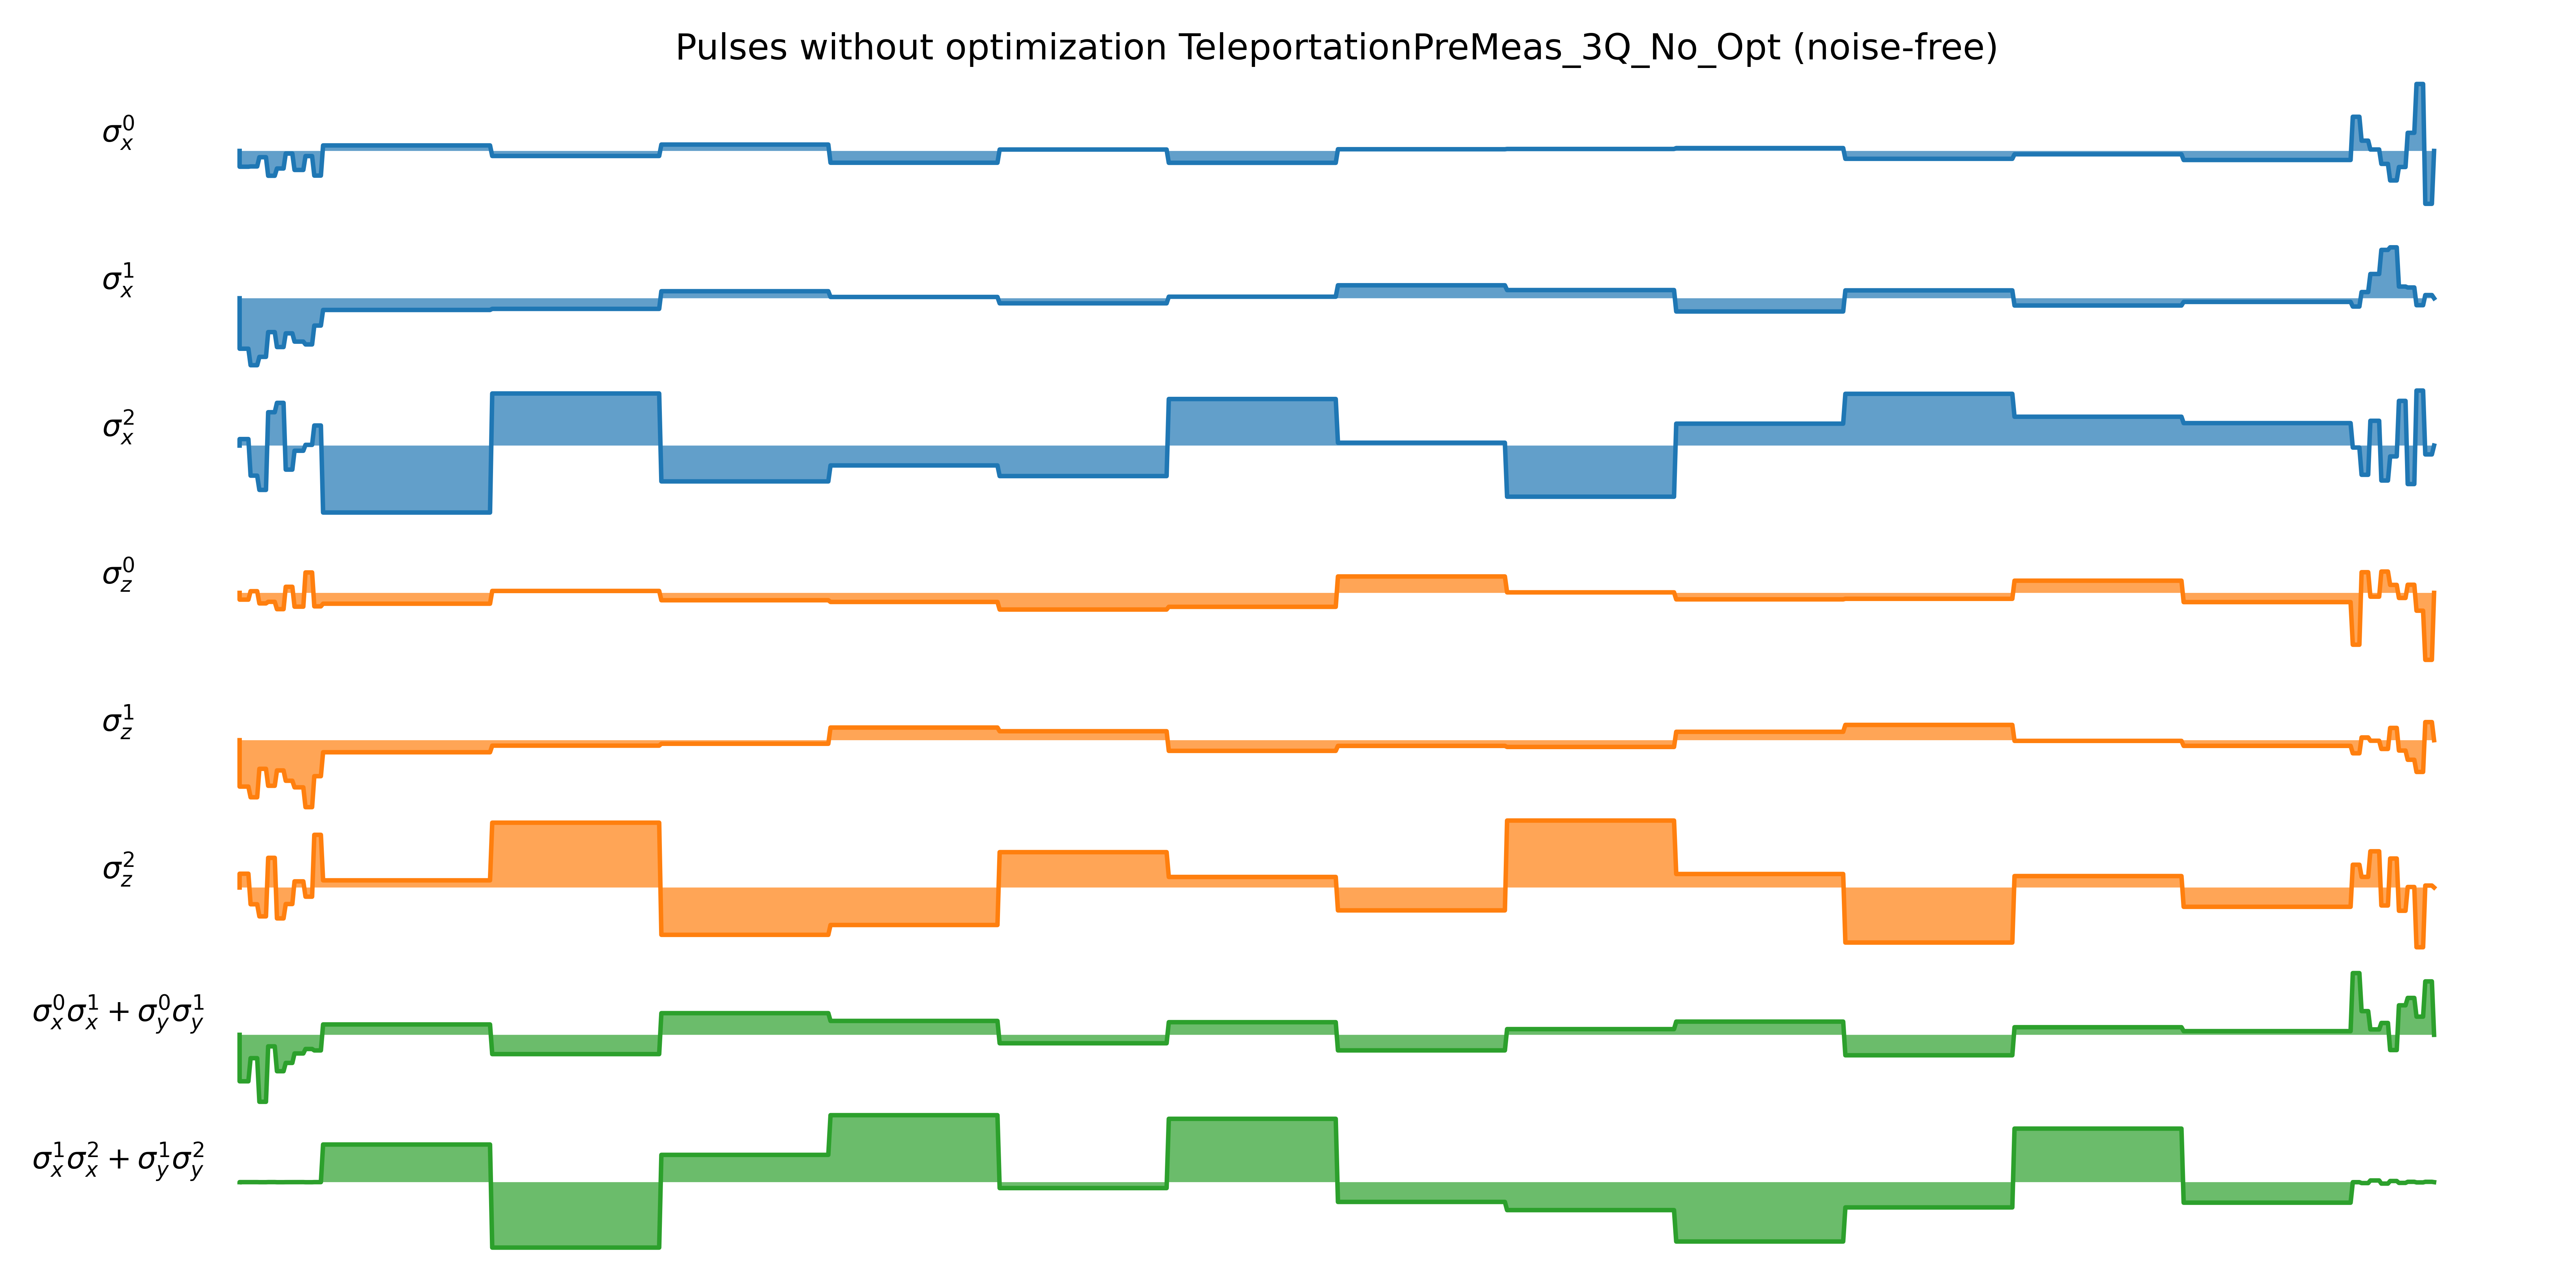 Pulses without optimization TeleportationPreMeas_3Q_No_Opt (noise-free)
σ_x^0
σ_x^1
σ_x^2
σ_z^0
σ_z^1
σ_z^2
σ_x^0σ_x^1 + σ_y^0σ_y^1
σ_x^1σ_x^2 + σ_y^1σ_y^2